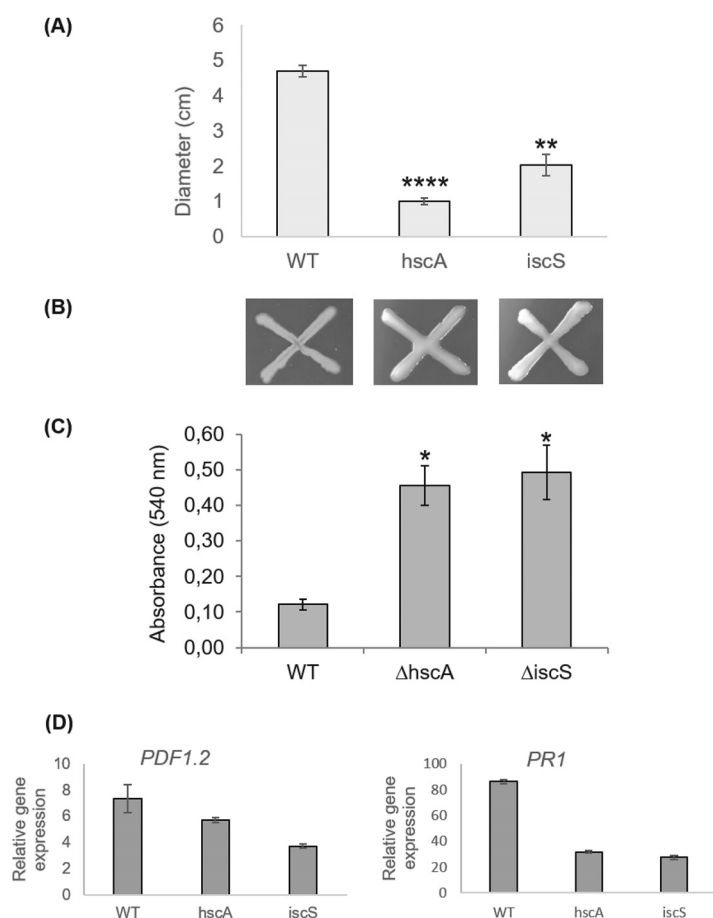 (A)
Diameter (cm)
6
5
4
3
2
1
0
****
**
WT hscA iscS
(B)
(C)
Absorbance (540 nm)
0,60
0,50
0,40
0,30
0,20
0,10
0,00
*
*
WT ΔhscA ΔiscS
(D)
PDF1.2
Relative gene
expression
10
8
6
4
2
0
WT hscA iscS
PR1
Relative gene
expression
100
80
60
40
20
0
WT hscA iscS